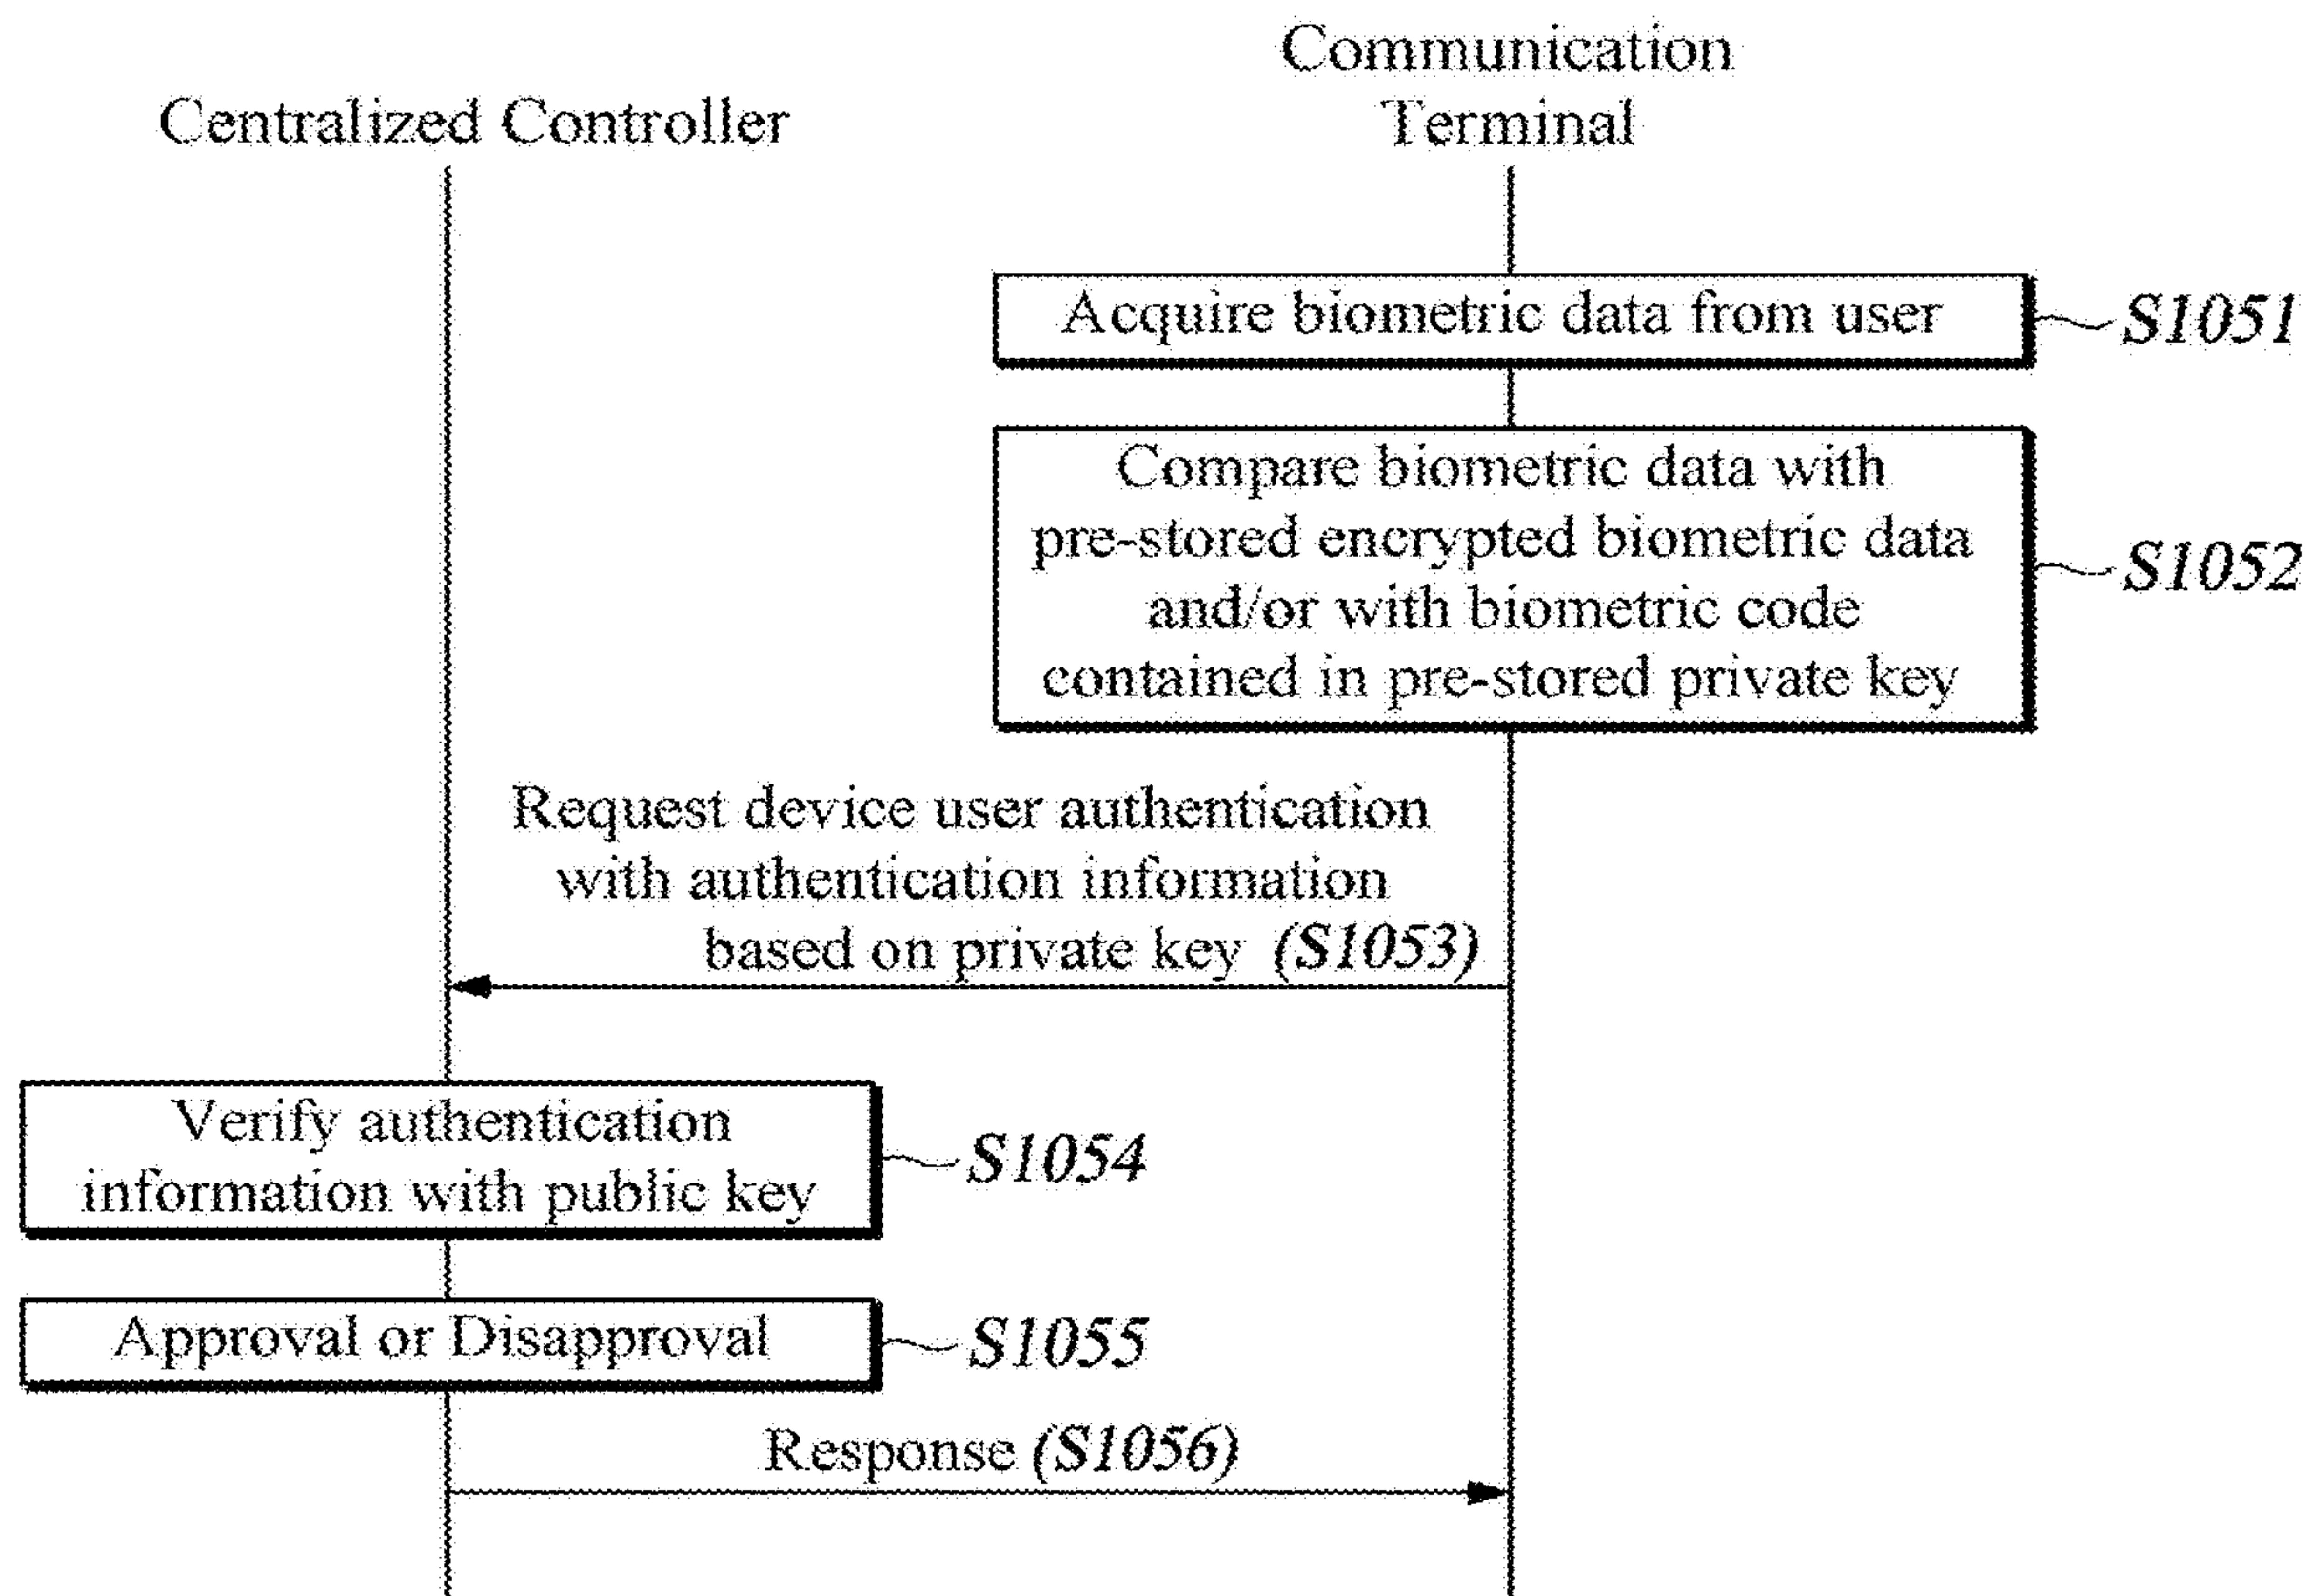 Centralized Controller
Communication
Terminal
Acquire biometric data from user
S1051
Compare biometric data with
pre-stored encrypted biometric data
and/or with biometric code
contained in pre-stored private key
S1052
Request device user authentication
with authentication information
based on private key (S1053)
Verify authentication
information with public key
S1054
Approval or Disapproval
S1055
Response (S1056)